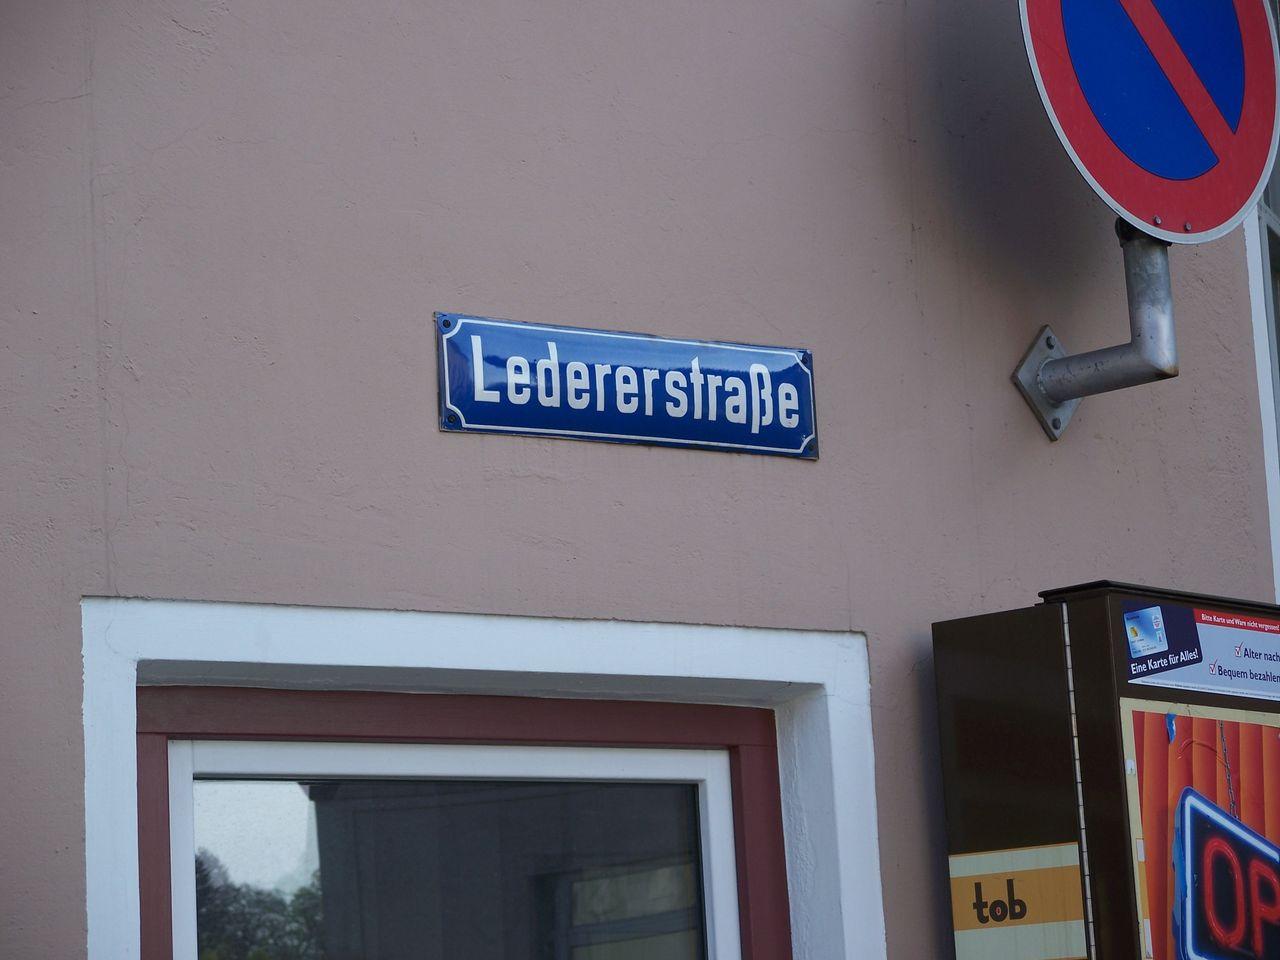 Ledererstraße
Bitte Karte und Ware nicht vergessen!
Eine Karte für Alles!
Alter nach
Bequem bezahlen
tob
OP